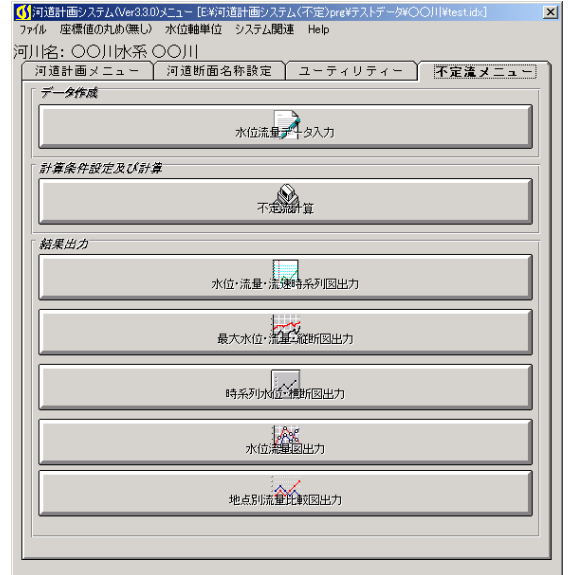 河道計画システム(Ver3.3.0)メニュー [E:¥河道計画システム(不定)prg¥テストデータ¥〇〇川¥test.idx]
ファイル 座標値の丸め(無し) 水位軸単位 システム関連 Help
河川名: 〇〇川水系 〇〇川
河道計画メニュー 河道断面名称設定 ユーティリティー 不定流メニュー
データ作成
水位流量データ入力
計算条件設定及び計算
不定流計算
結果出力
水位・流量・流速時系列図出力
最大水位・流量・縦断図出力
時系列水位・横断図出力
水位流量図出力
地点別流量比較図出力